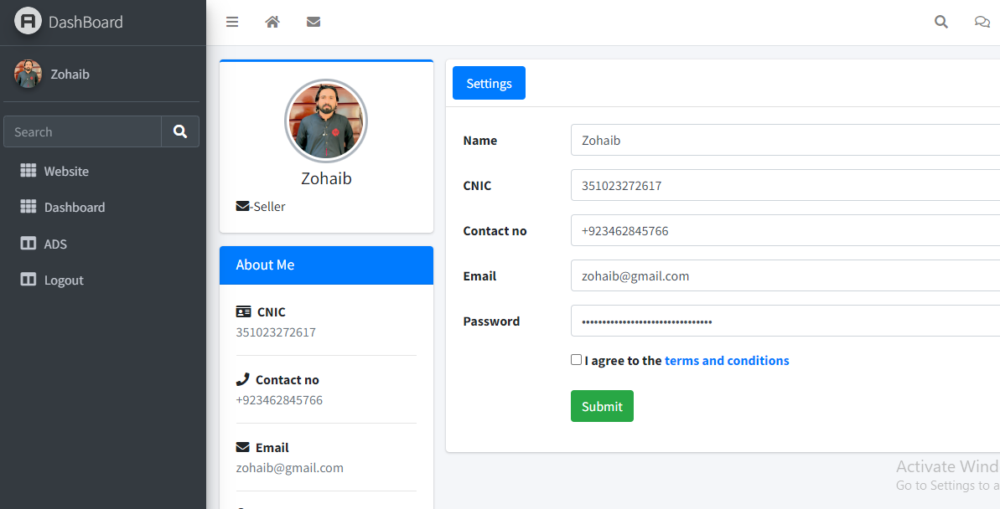 DashBoard
Zohaib
Search
Website
Dashboard
ADS
Logout
Zohaib
-Seller
About Me
CNIC
351023272617
Contact no
+923462845766
Email
zohaib@gmail.com
Settings
Name Zohaib
CNIC 351023272617
Contact no +923462845766
Email zohaib@gmail.com
Password •••••••••••••••••••••••••••••••
I agree to the terms and conditions
Submit
Activate Wind
Go to Settings to a